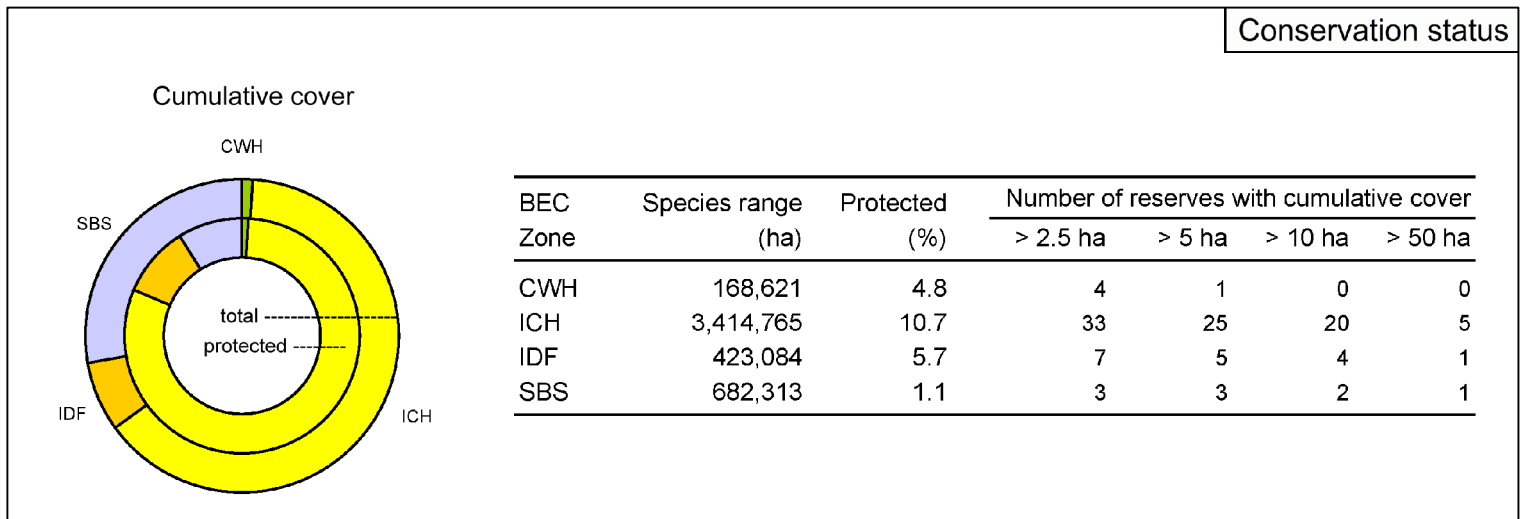 Conservation status
Cumulative cover
CWH
SBS
total
protected
IDF
ICH
BEC Species range Protected Number of reserves with cumulative cover
Zone (ha) (%) > 2.5 ha > 5 ha > 10 ha > 50 ha
CWH 168,621 4.8 4 1 0 0
ICH 3,414,765 10.7 33 25 20 5
IDF 423,084 5.7 7 5 4 1
SBS 682,313 1.1 3 3 2 1